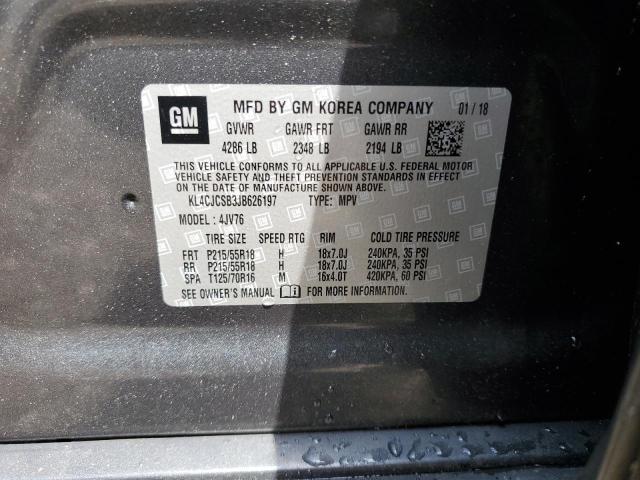 GM MFD BY GM KOREA COMPANY 01 / 18
GVWR GAWR FRT GAWR RR
4286 LB 2348 LB 2194 LB
THIS VEHICLE CONFORMS TO ALL APPLICABLE U.S. FEDERAL MOTOR
VEHICLE SAFETY AND THEFT PREVENTION STANDARDS IN EFFECT ON
THE DATE OF MANUFACTURE SHOWN ABOVE.
KL4CJCSB3JB626197 TYPE: MPV
MODEL: 4JV76
TIRE SIZE SPEED RTG RIM COLD TIRE PRESSURE
FRT P215/55R18 H 18x7.0J 240KPA, 35 PSI
RR P215/55R18 H 18x7.0J 240KPA, 35 PSI
SPA T125/70R16 M 16x4.0T 420KPA, 60 PSI
SEE OWNER'S MANUAL FOR MORE INFORMATION.